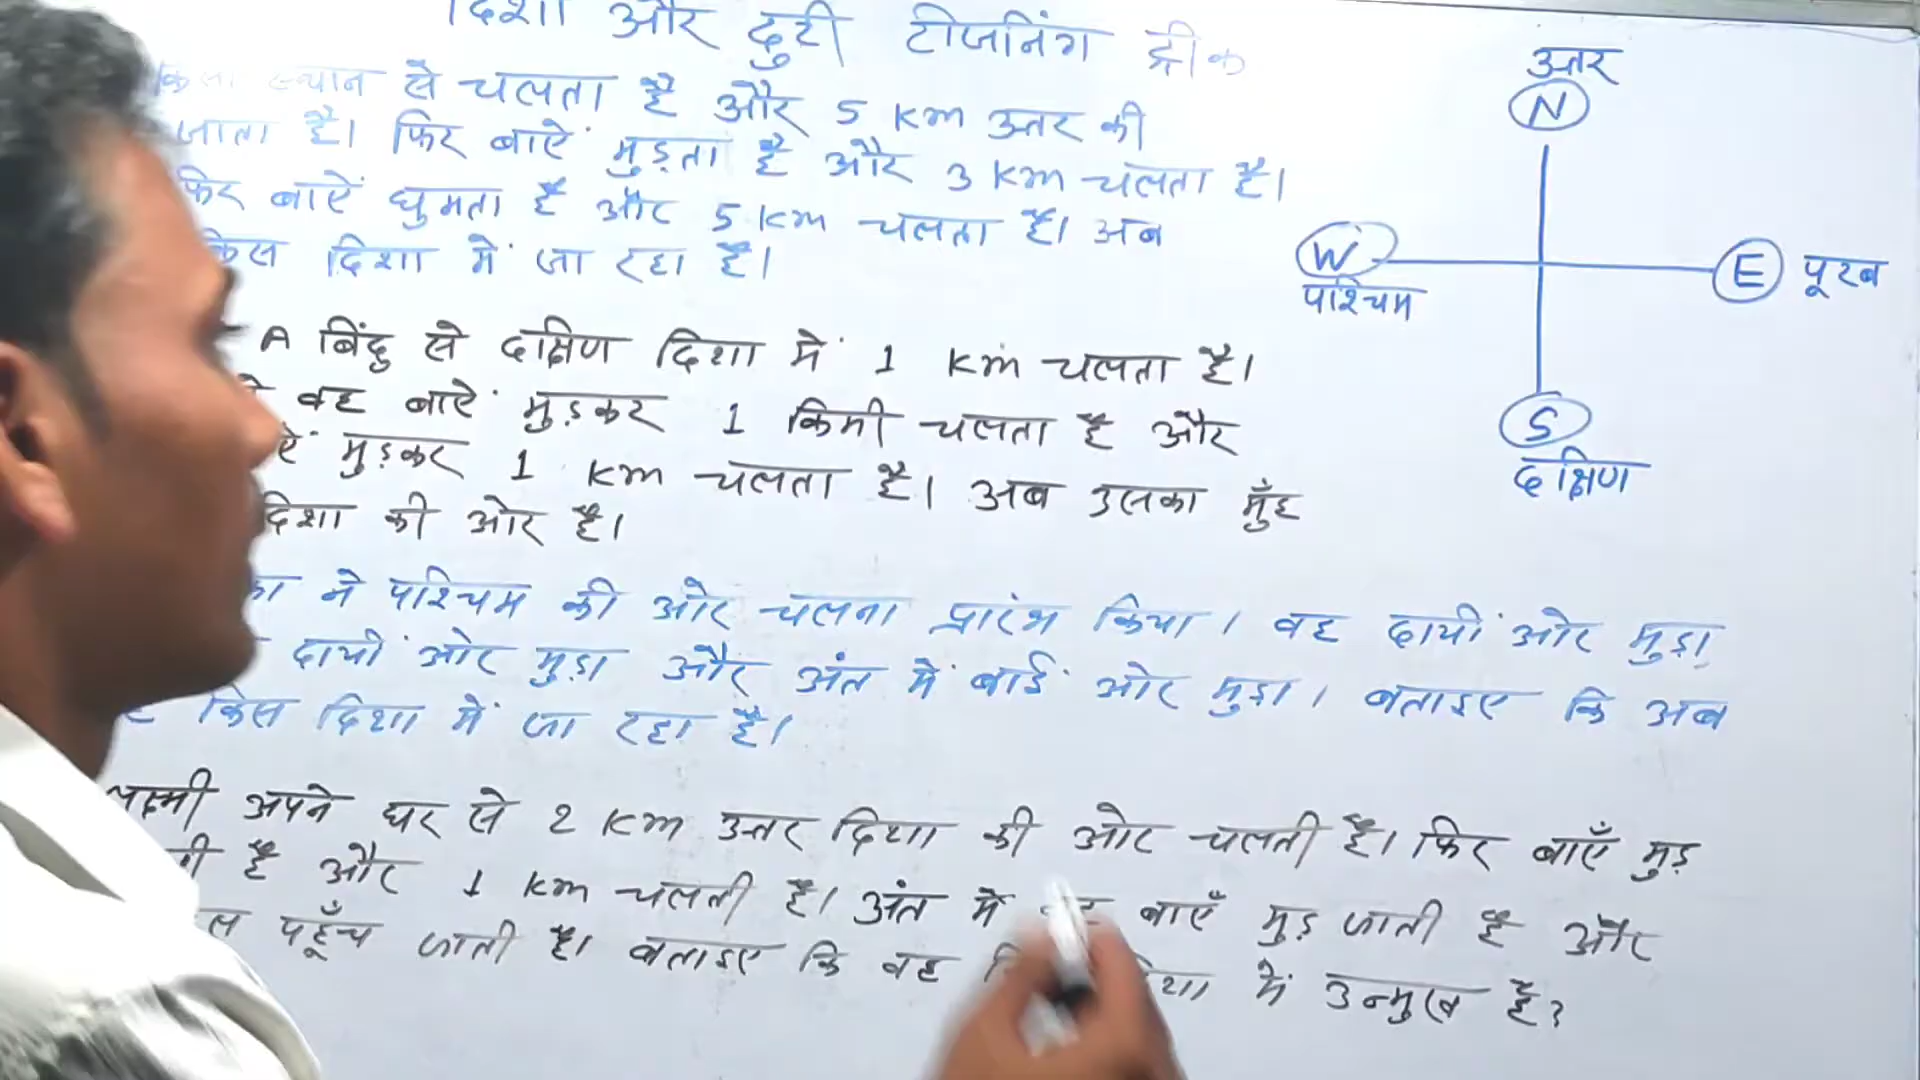 दिशा और दुरी रीजनिंग ट्रीक
स्थान से चलता है और 5 km उत्तर की
जाता है। फिर बाऐं मुड़ता है और 3 km चलता है।
फिर बाऐं घुमता है और 5 km चलता है। अब
किस दिशा में जा रहा है।
A बिंदु से दक्षिण दिशा में 1 km चलता है।
वह बाऐं मुड़कर 1 किमी चलता है और
मुड़कर 1 km चलता है। अब उसका मुँह
दिशा की ओर है।
ने पश्चिम की ओर चलना प्रारंभ किया। वह दायीं ओर मुड़ा
दायीं ओर मुड़ा और अंत में बाईं ओर मुड़ा। बताइए कि अब
किस दिशा में जा रहा है।
लक्ष्मी अपने घर से 2 km उत्तर दिशा की ओर चलती है। फिर बाएँ मुड़
है और 1 km चलती है। अंत में बाएँ मुड़ जाती है और
पहुँच जाती है। बताइए कि वह में उन्मुख है?
उत्तर
N
W
पश्चिम
E पूरब
S
दक्षिण